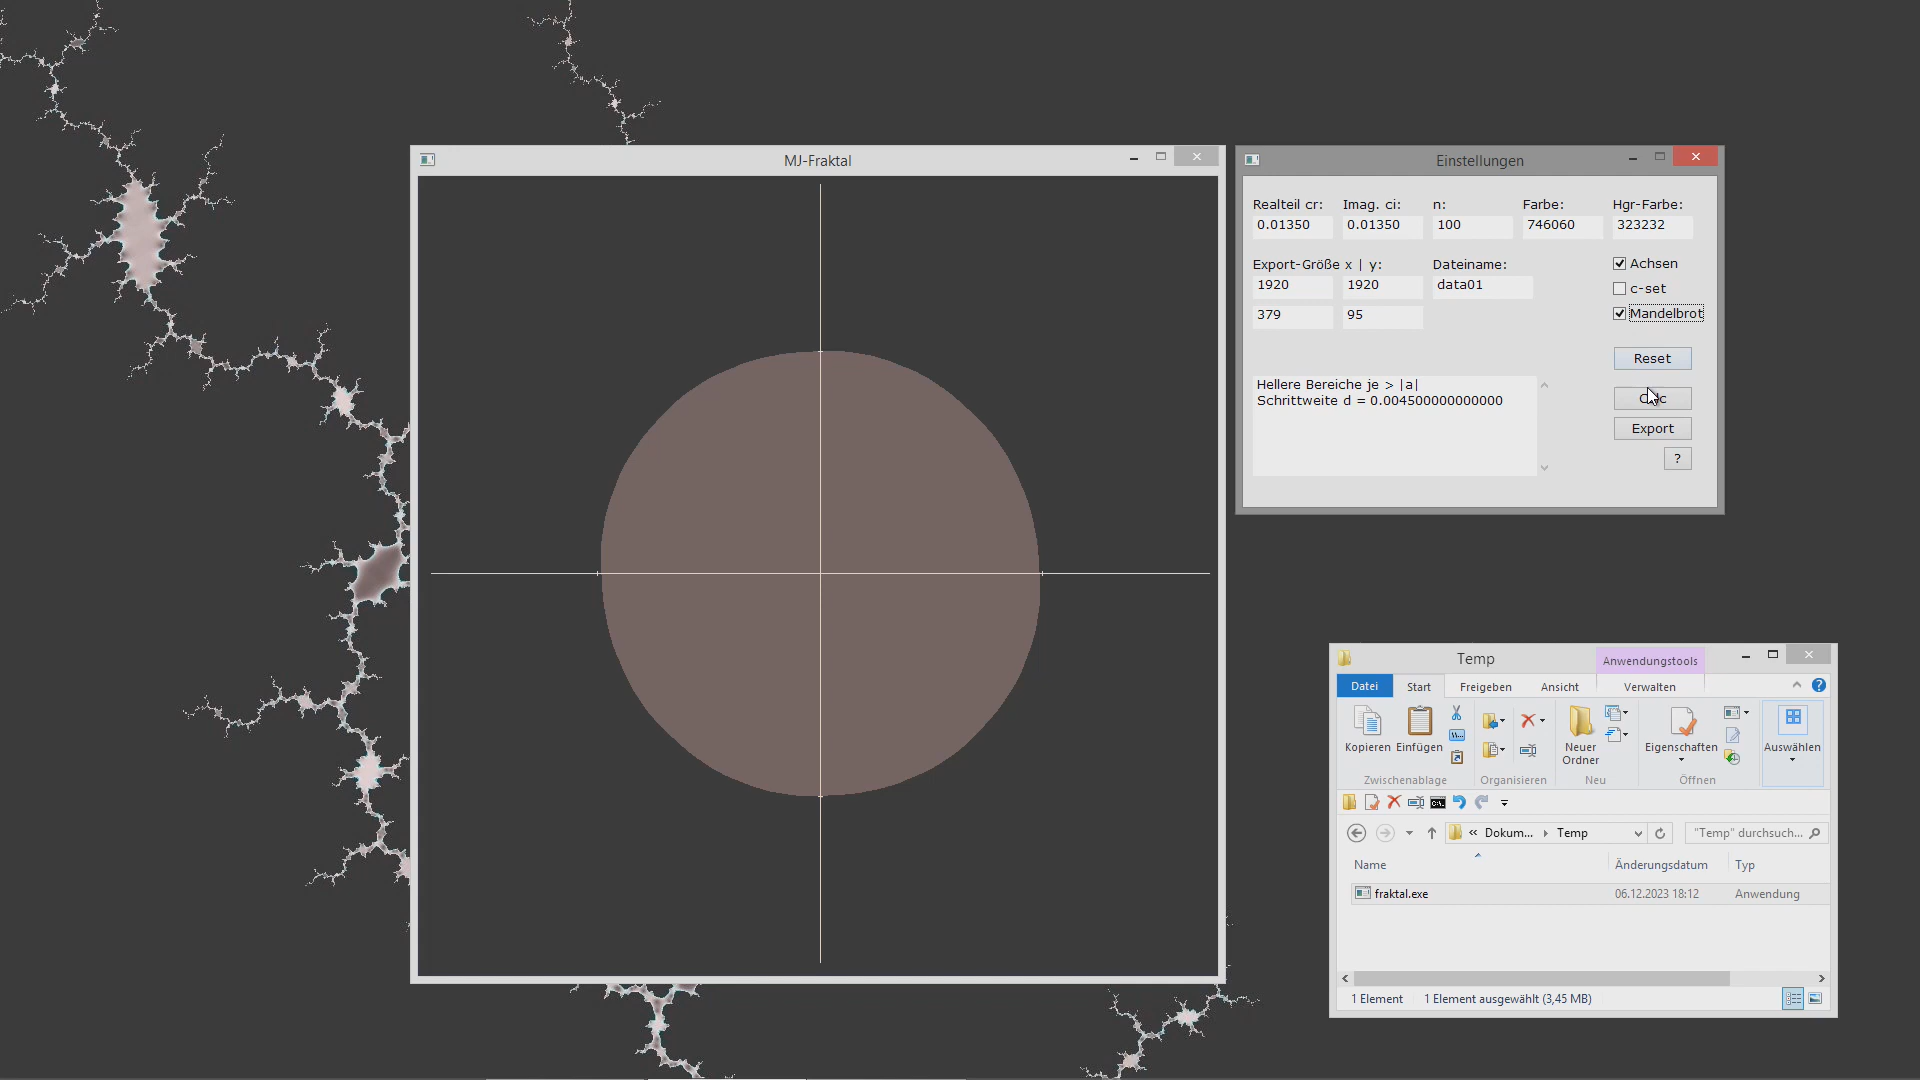 MJ-Fraktal
Einstellungen
Realteil cr: Imag. ci: n: Farbe: Hgr-Farbe:
0.01350 0.01350 100 746060 323232
Export-Größe x | y: Dateiname: Achsen
1920 1920 data01 c-set
379 95 Mandelbrot
Reset
Hellere Bereiche je > |a|
Schrittweite d = 0.004500000000000
Export
?
Temp Anwendungstools
Datei Start Freigeben Ansicht Verwalten
Kopieren Einfügen Neuer Ordner Eigenschaften Auswählen
Zwischenablage Organisieren Neu Öffnen
« Dokum... Temp "Temp" durchsuch...
Name Änderungsdatum Typ
fraktal.exe 06.12.2023 18:12 Anwendung
1 Element 1 Element ausgewählt (3,45 MB)